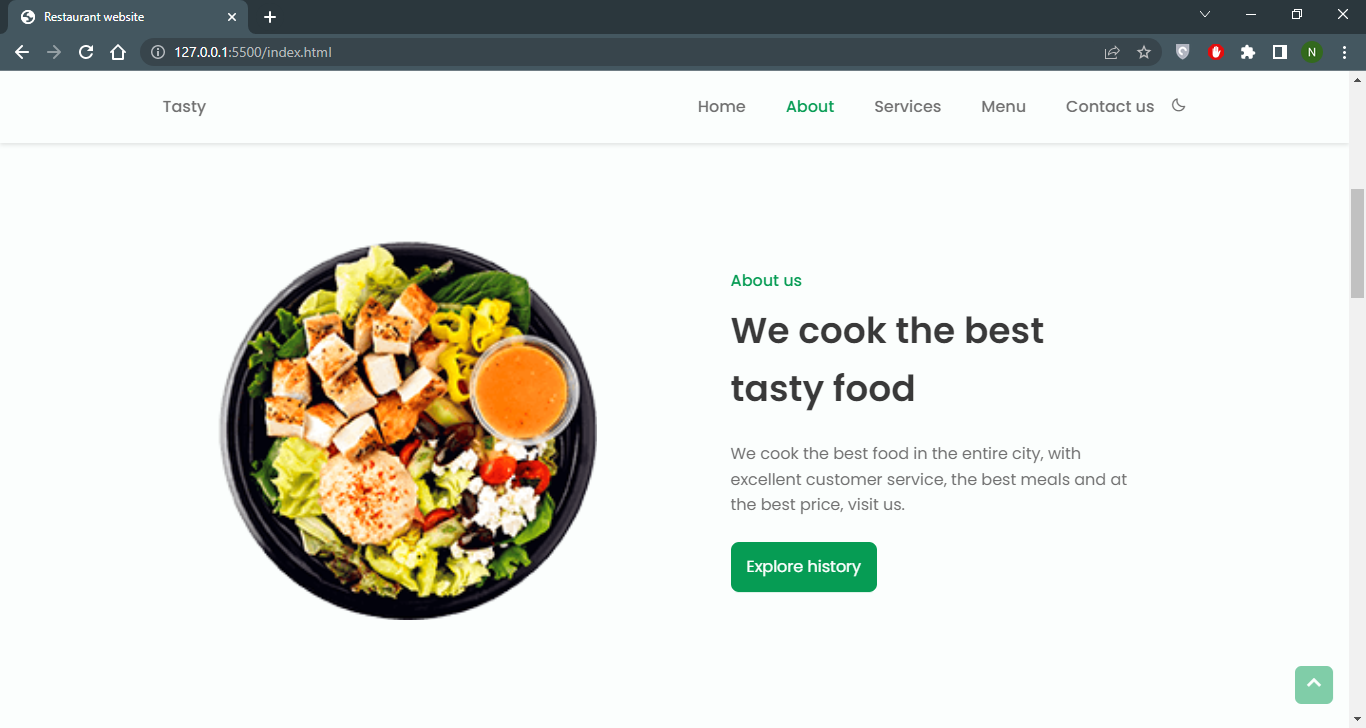 Restaurant website
127.0.0.1:5500/index.html
N
Tasty
Home About Services Menu Contact us
About us
We cook the best
tasty food
We cook the best food in the entire city, with
excellent customer service, the best meals and at
the best price, visit us.
Explore history